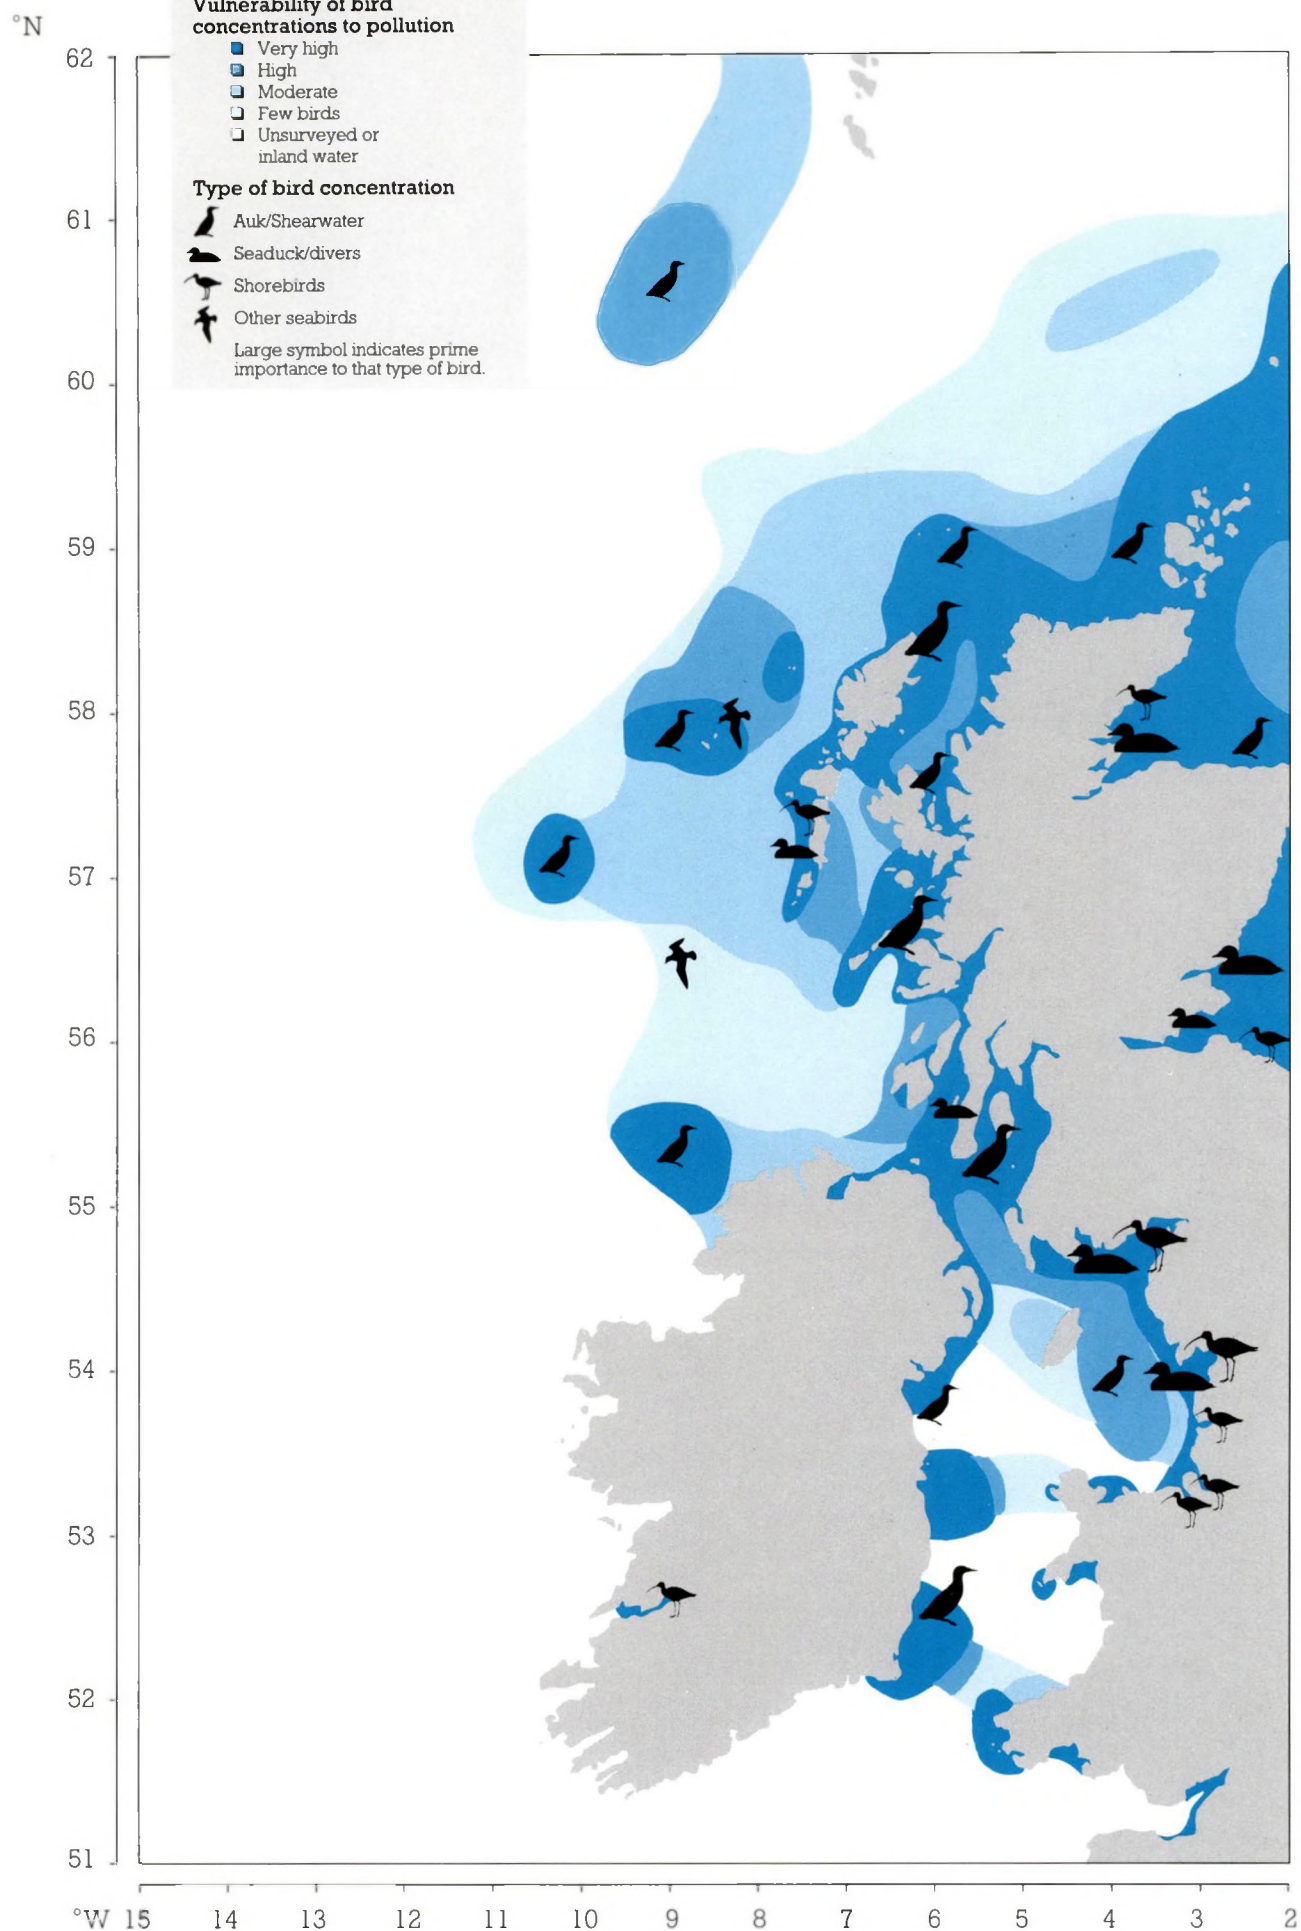 °N
Vulnerability of bird
concentrations to pollution
Very high
High
Moderate
Few birds
Unsurveyed or
inland water
Type of bird concentration
Auk/Shearwater
Seaduck/divers
Shorebirds
Other seabirds
Large symbol indicates prime
importance to that type of bird.
62
61
60
59
58
57
56
55
54
53
52
51
°W 15 14 13 12 11 10 9 8 7 6 5 4 3 2